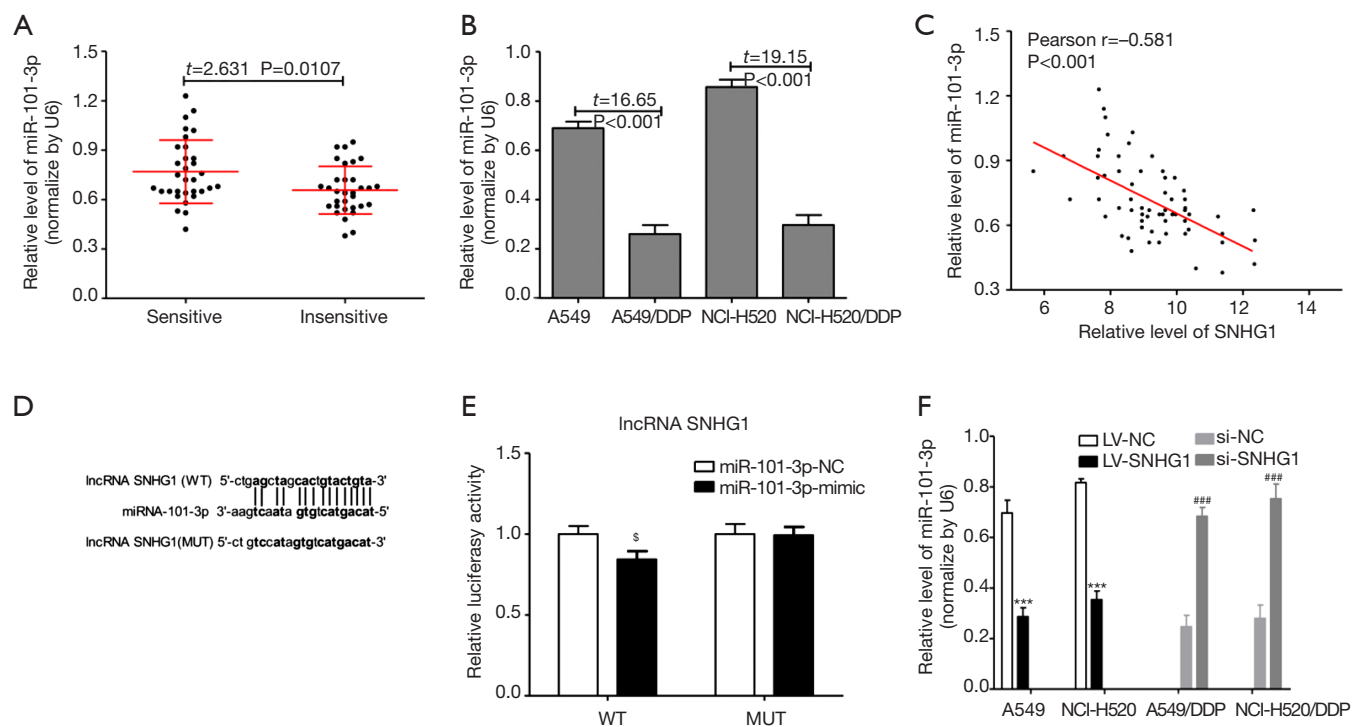 A
Relative level of miR-101-3p
(normalize by U6)
1.5
1.2
0.9
0.6
0.3
0.0
t=2.631 P=0.0107
Sensitive
Insensitive
B
Relative level of miR-101-3p
(normalize by U6)
1.0
0.8
0.6
0.4
0.2
0.0
t=16.65
P<0.001
t=19.15
P<0.001
A549
A549/DDP
NCI-H520
NCI-H520/DDP
C
Relative level of miR-101-3p
(normalize by U6)
1.5
1.2
0.9
0.6
0.3
Pearson r=–0.581
P<0.001
6
8
10
12
14
Relative level of SNHG1
D
lncRNA SNHG1 (WT) 5'-ctgagctagcactgtactgta-3'
miRNA-101-3p 3'-aagtcaata gtgtcatgacat-5'
lncRNA SNHG1(MUT) 5'-ct gtccatagtgtcatgacat-3'
E
lncRNA SNHG1
Relative luciferasy activity
1.5
1.0
0.5
0.0
miR-101-3p-NC
miR-101-3p-mimic
$
WT
MUT
F
Relative level of miR-101-3p
(normalize by U6)
1.0
0.8
0.6
0.4
0.2
0.0
LV-NC
LV-SNHG1
si-NC
si-SNHG1
***
***
###
###
A549
NCI-H520
A549/DDP
NCI-H520/DDP